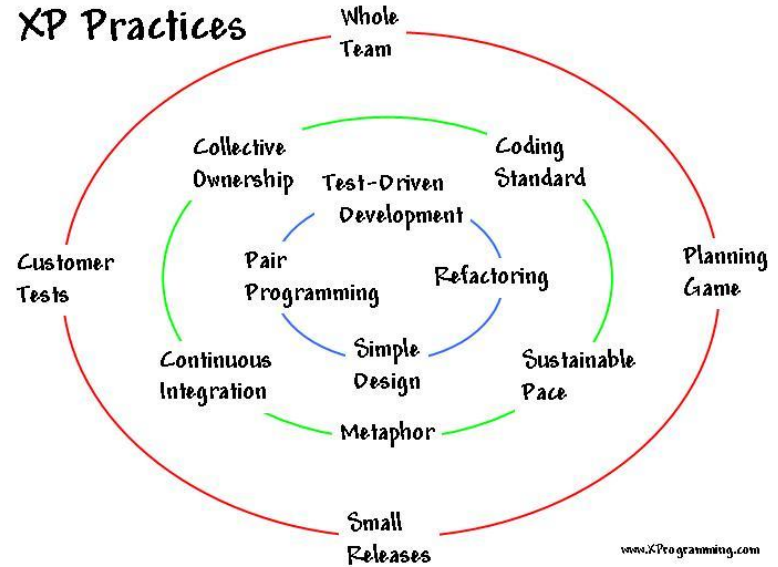 XP Practices
Whole
Team
Collective
Ownership
Coding
Standard
Test-Driven
Development
Customer
Tests
Pair
Programming
Refactoring
Planning
Game
Continuous
Integration
Simple
Design
Sustainable
Pace
Metaphor
Small
Releases
www.XProgramming.com